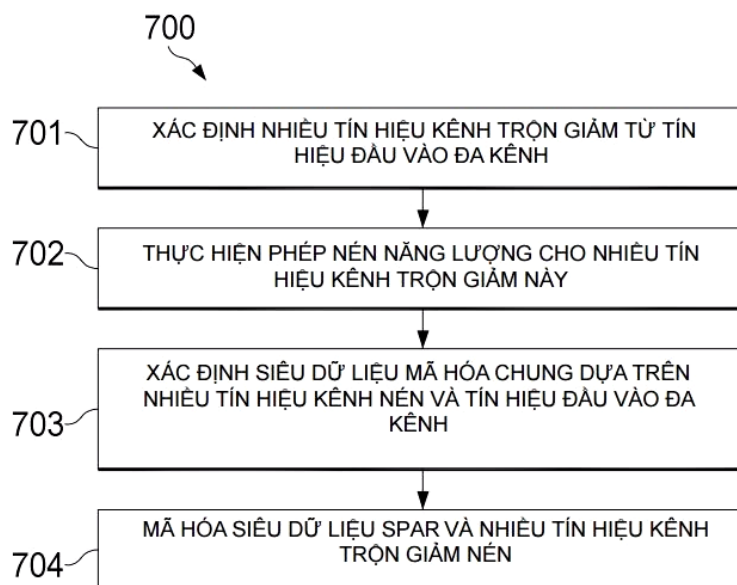 700
701
XÁC ĐỊNH NHIỀU TÍN HIỆU KÊNH TRỘN GIẢM TỪ TÍN
HIỆU ĐẦU VÀO ĐA KÊNH
702
THỰC HIỆN PHÉP NÉN NĂNG LƯỢNG CHO NHIỀU TÍN
HIỆU KÊNH TRỘN GIẢM NÀY
703
XÁC ĐỊNH SIÊU DỮ LIỆU MÃ HÓA CHUNG DỰA TRÊN
NHIỀU TÍN HIỆU KÊNH NÉN VÀ TÍN HIỆU ĐẦU VÀO ĐA
KÊNH
704
MÃ HÓA SIÊU DỮ LIỆU SPAR VÀ NHIỀU TÍN HIỆU KÊNH
TRỘN GIẢM NÉN